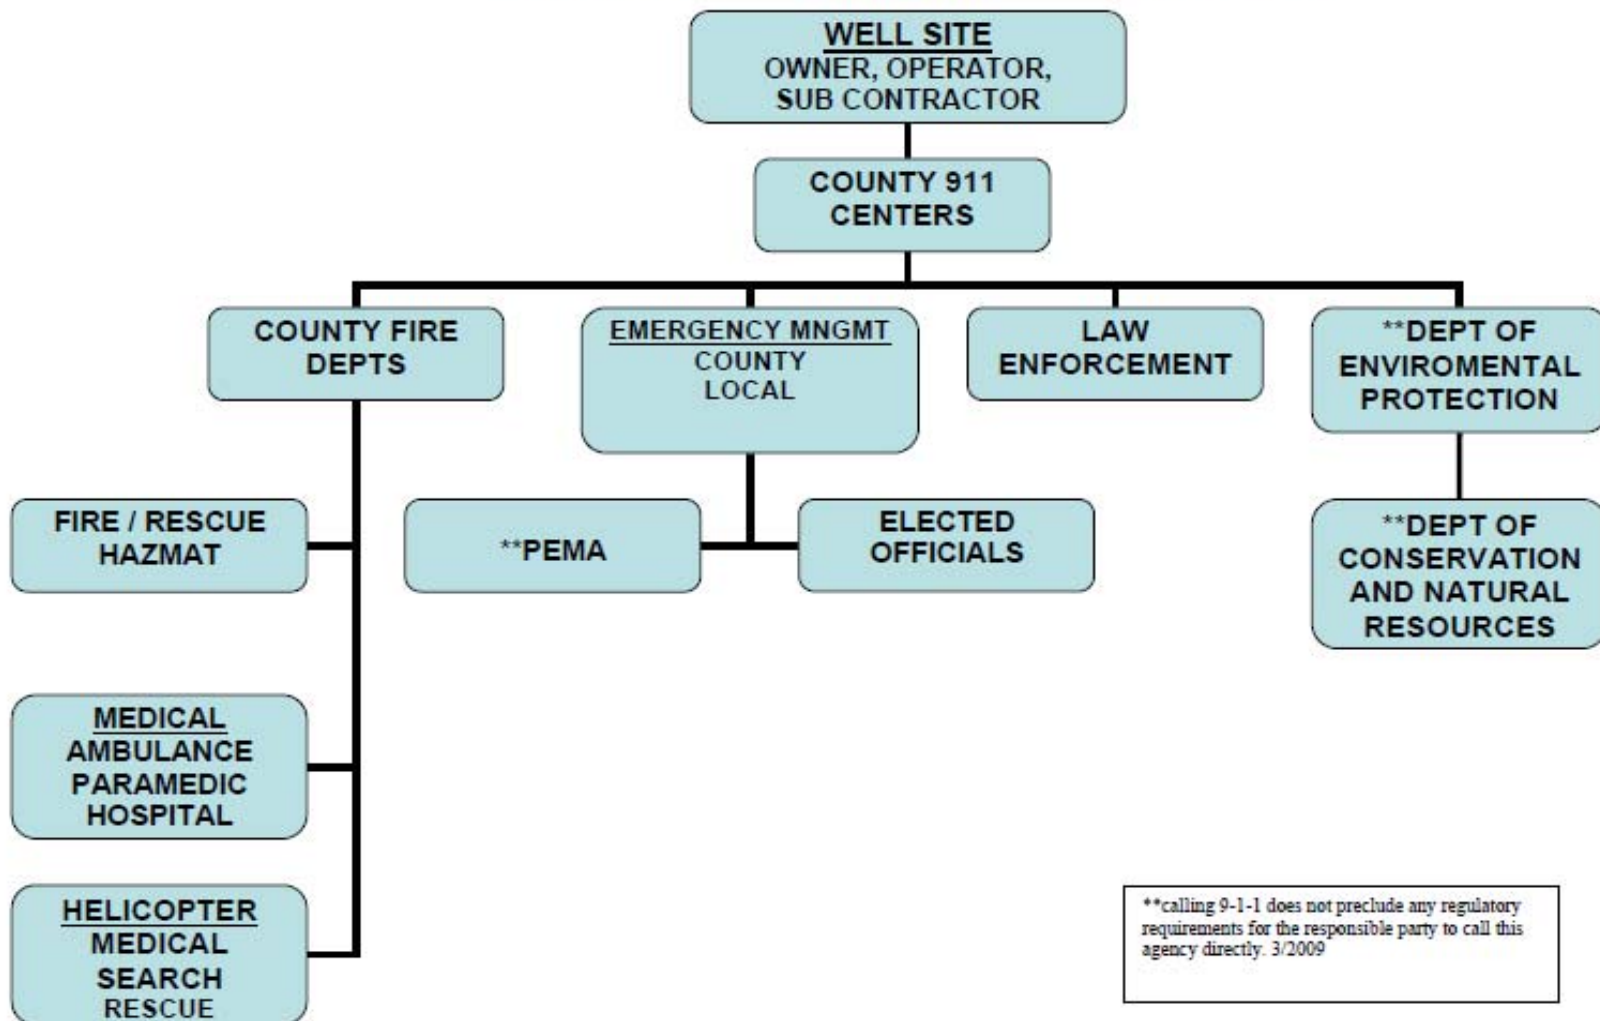 WELL SITE
OWNER, OPERATOR,
SUB CONTRACTOR
COUNTY 911
CENTERS
COUNTY FIRE
DEPTS
EMERGENCY MNGMT
COUNTY
LOCAL
LAW
ENFORCEMENT
**DEPT OF
ENVIROMENTAL
PROTECTION
FIRE / RESCUE
HAZMAT
**PEMA
ELECTED
OFFICIALS
**DEPT OF
CONSERVATION
AND NATURAL
RESOURCES
MEDICAL
AMBULANCE
PARAMEDIC
HOSPITAL
HELICOPTER
MEDICAL
SEARCH
RESCUE
**calling 9-1-1 does not preclude any regulatory
requirements for the responsible party to call this
agency directly. 3/2009